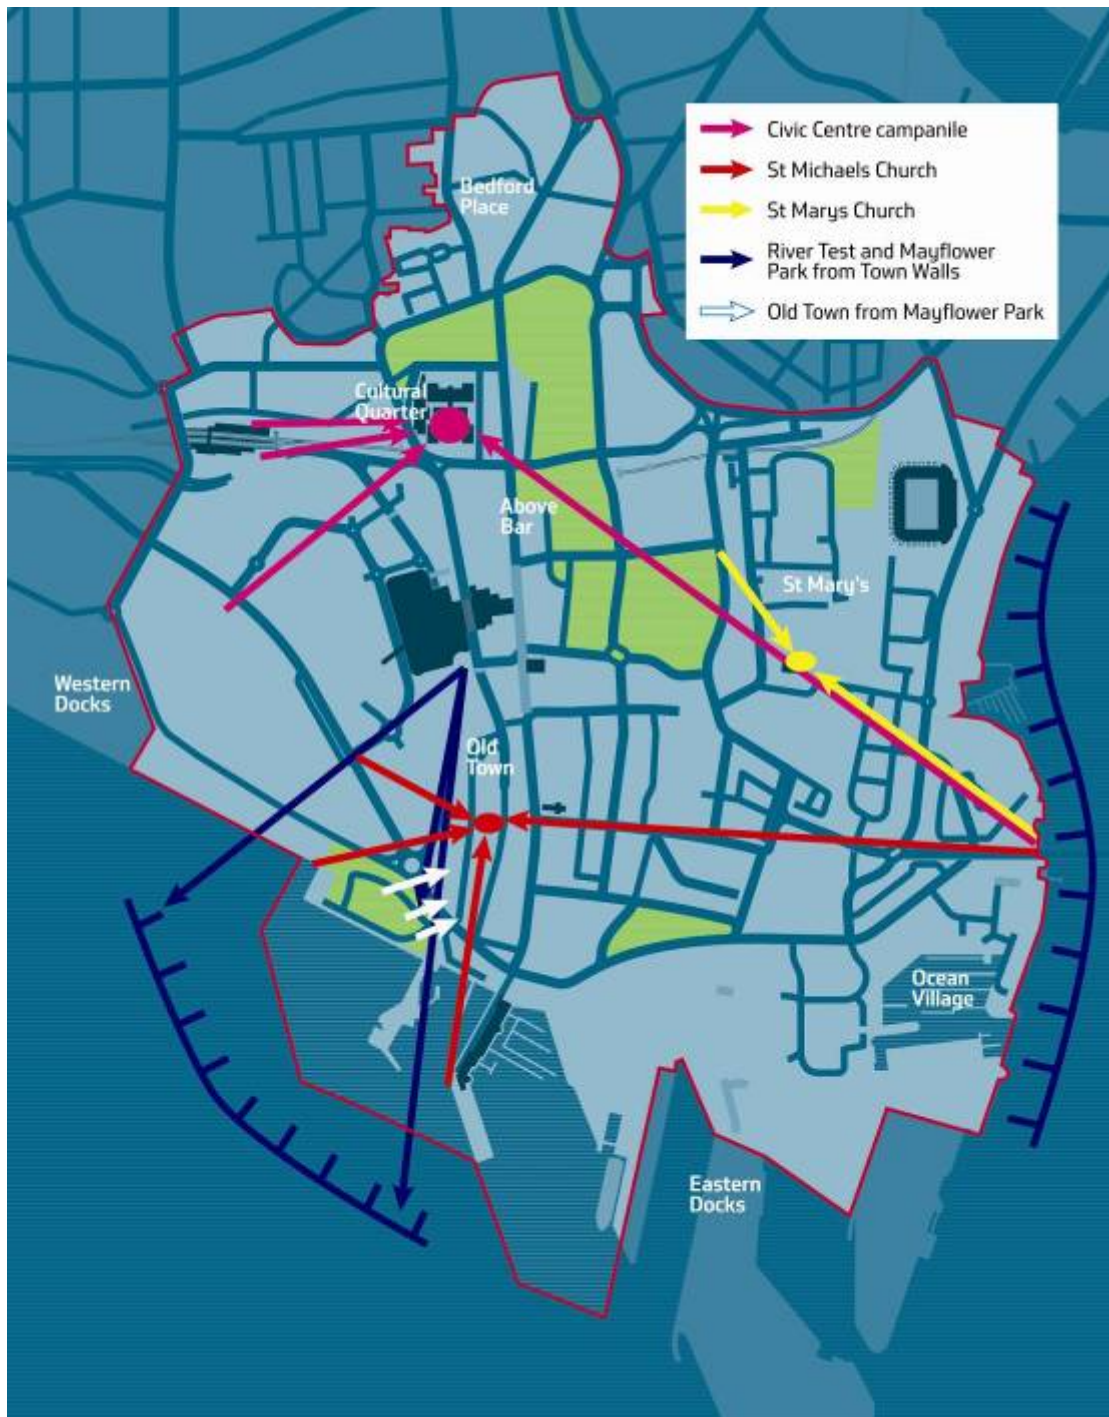 Civic Centre campanile
St Michaels Church
St Marys Church
River Test and Mayflower
Park from Town Walls
Old Town from Mayflower Park
Bedford
Place
Cultural
Quarter
Above
Bar
St Mary's
Western
Docks
Old
Town
Ocean
Village
Eastern
Docks